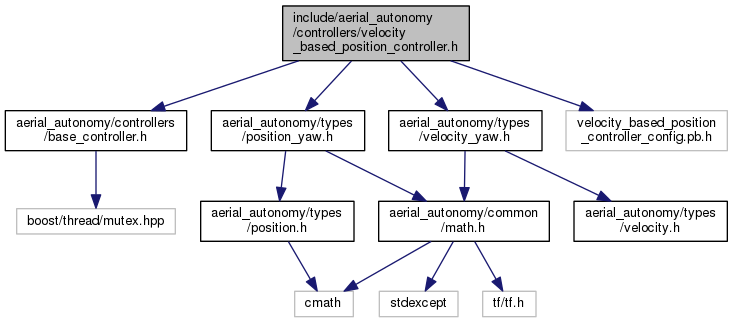 include/aerial_autonomy
/controllers/velocity
_based_position_controller.h
aerial_autonomy/controllers
/base_controller.h
aerial_autonomy/types
/position_yaw.h
aerial_autonomy/types
/velocity_yaw.h
velocity_based_position
_controller_config.pb.h
boost/thread/mutex.hpp
aerial_autonomy/types
/position.h
aerial_autonomy/common
/math.h
aerial_autonomy/types
/velocity.h
cmath
stdexcept
tf/tf.h